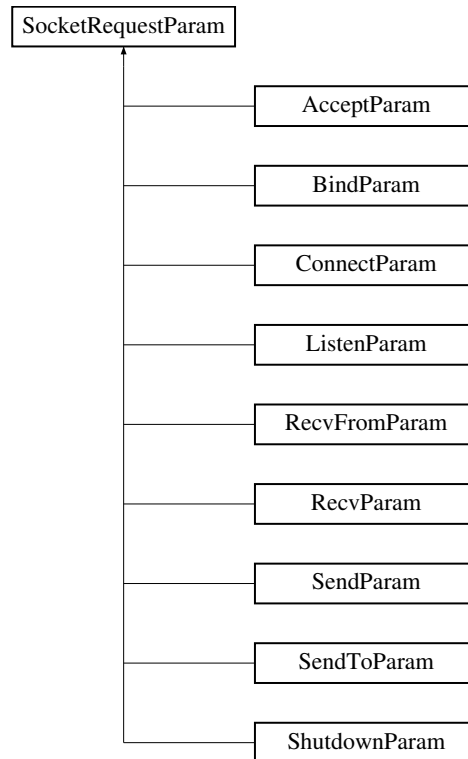 SocketRequestParam
AcceptParam
BindParam
ConnectParam
ListenParam
RecvFromParam
RecvParam
SendParam
SendToParam
ShutdownParam